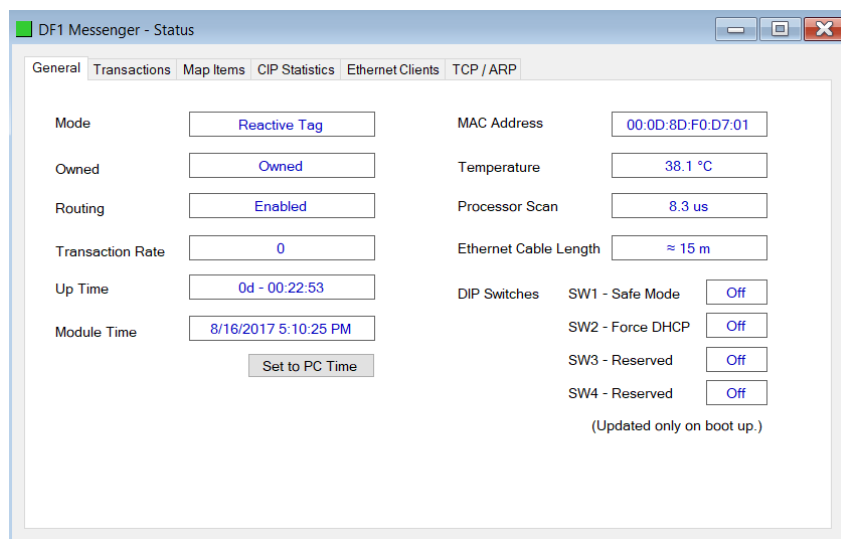 DF1 Messenger - Status
General Transactions Map Items CIP Statistics Ethernet Clients TCP / ARP
Mode Reactive Tag
Owned Owned
Routing Enabled
Transaction Rate 0
Up Time 0d - 00:22:53
Module Time 8/16/2017 5:10:25 PM
Set to PC Time
MAC Address 00:0D:8D:F0:D7:01
Temperature 38.1 °C
Processor Scan 8.3 us
Ethernet Cable Length ≈ 15 m
DIP Switches SW1 - Safe Mode Off
SW2 - Force DHCP Off
SW3 - Reserved Off
SW4 - Reserved Off
(Updated only on boot up.)